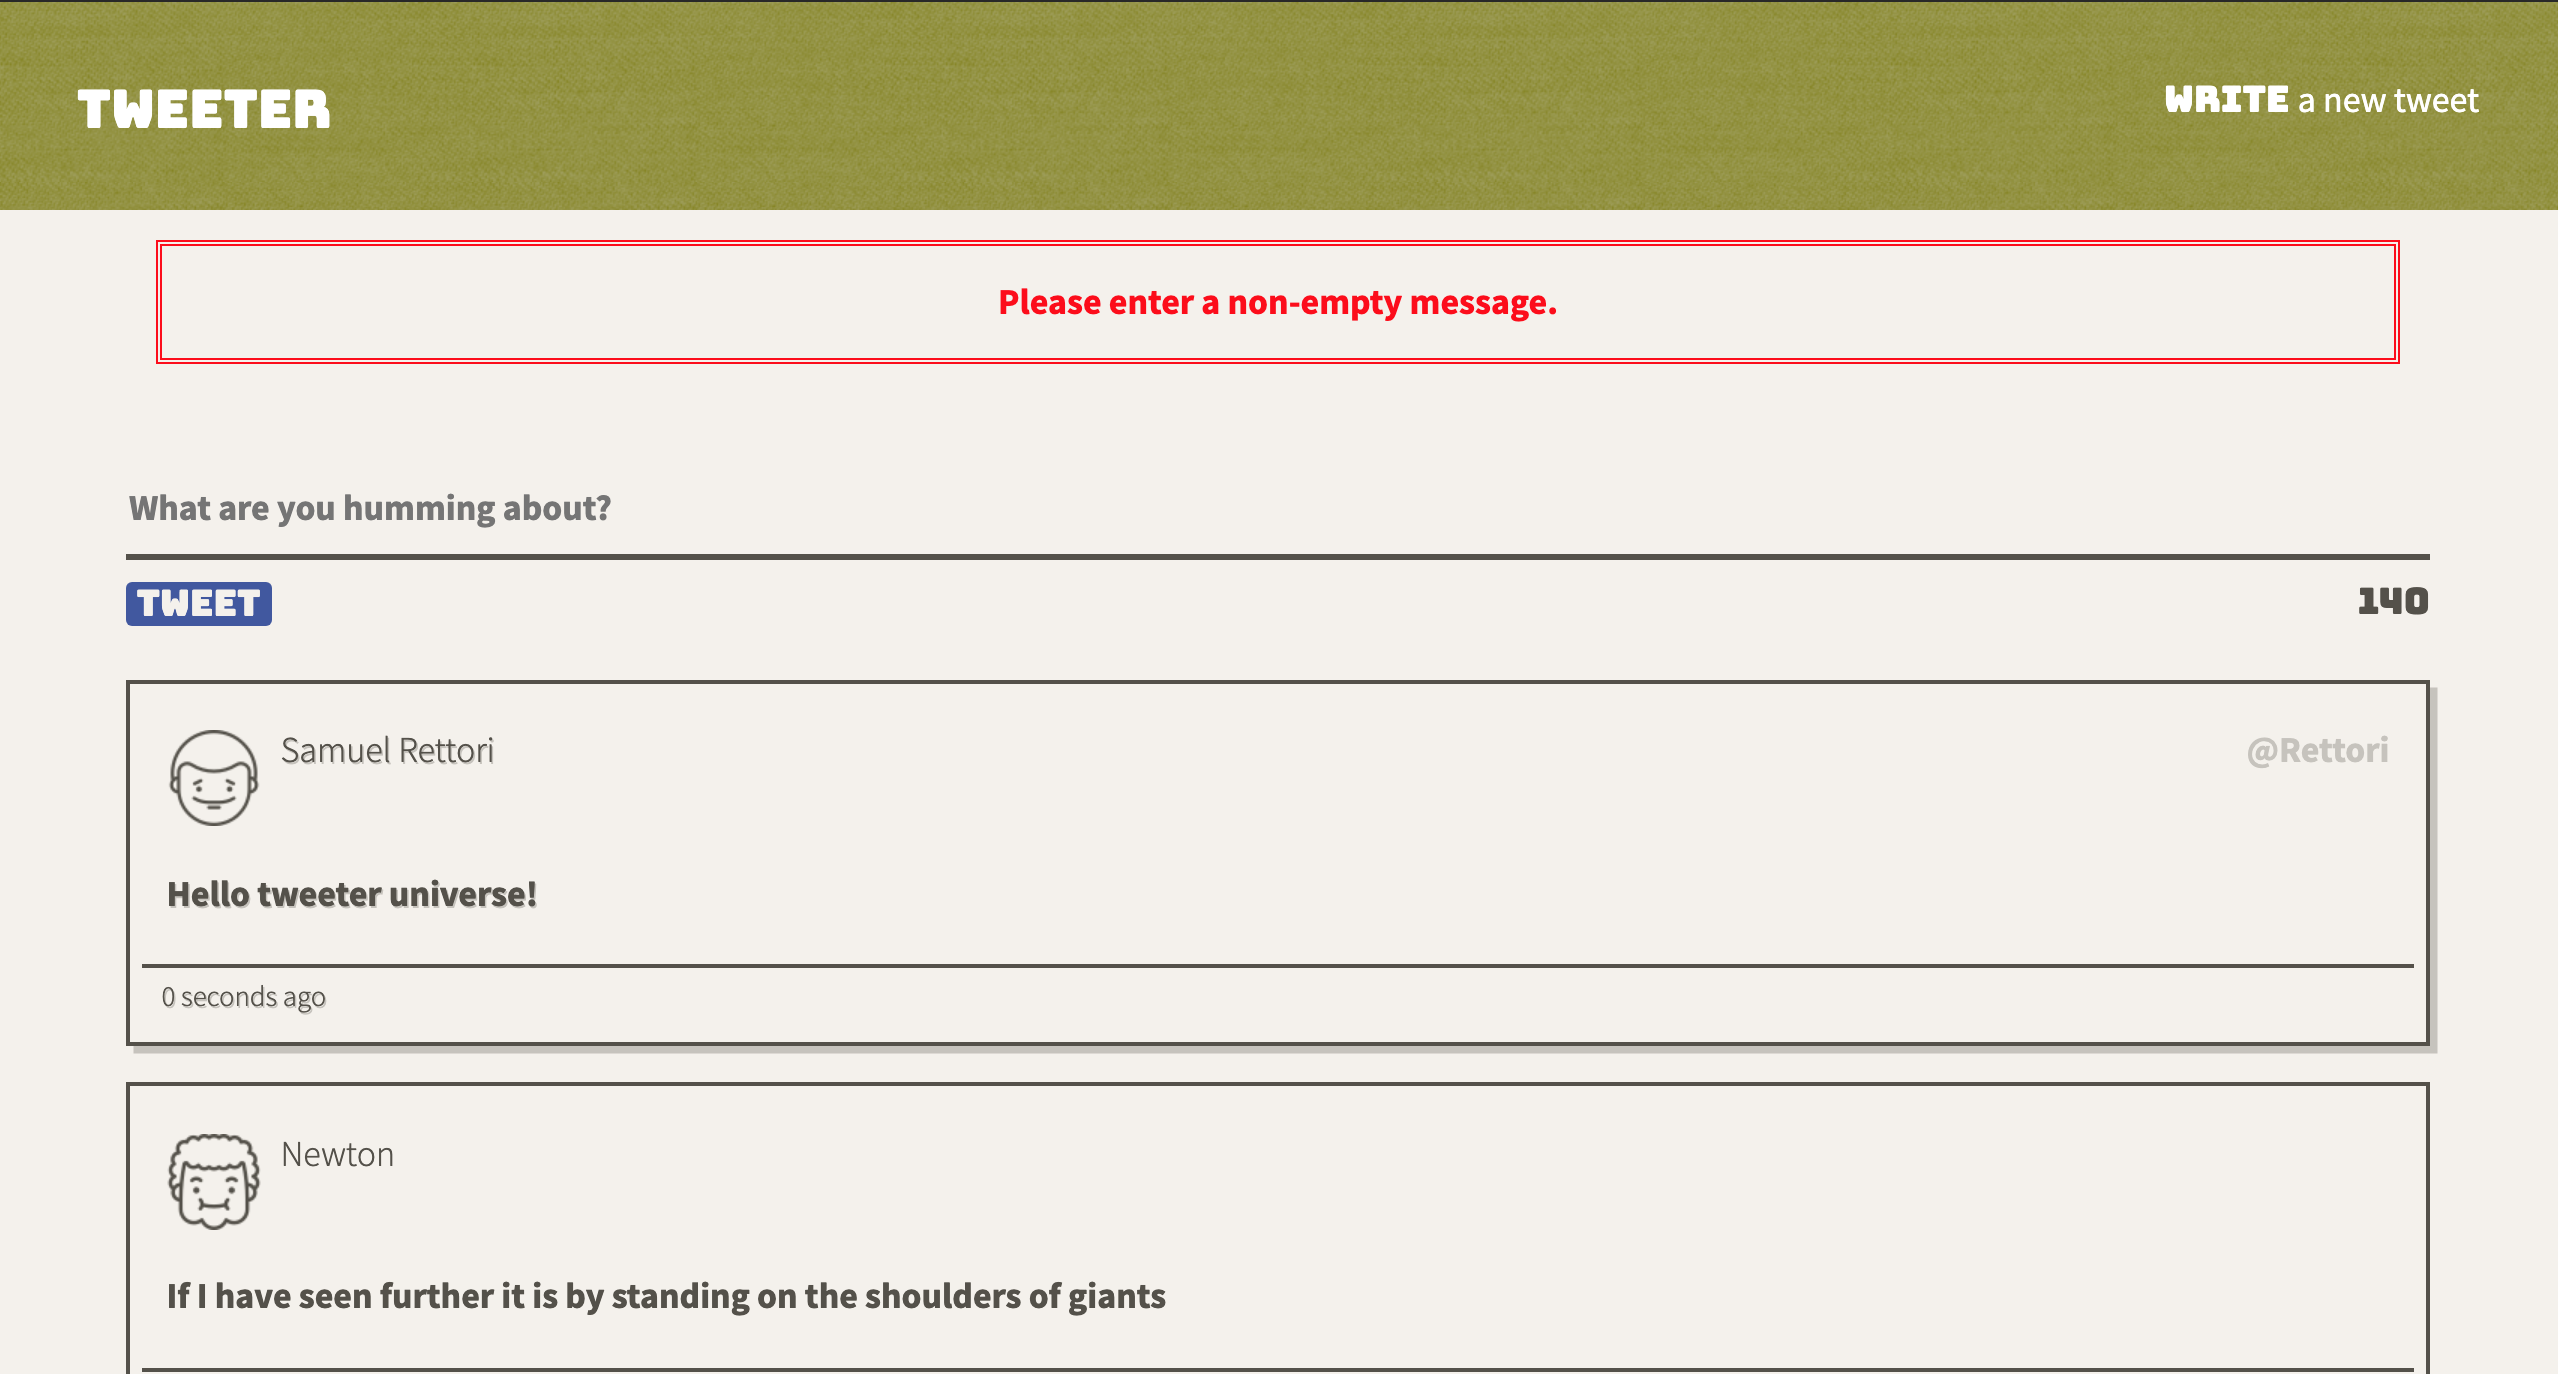 TWEETER
WRITE a new tweet
Please enter a non-empty message.
What are you humming about?
TWEET
140
Samuel Rettori
@Rettori
Hello tweeter universe!
0 seconds ago
Newton
If I have seen further it is by standing on the shoulders of giants